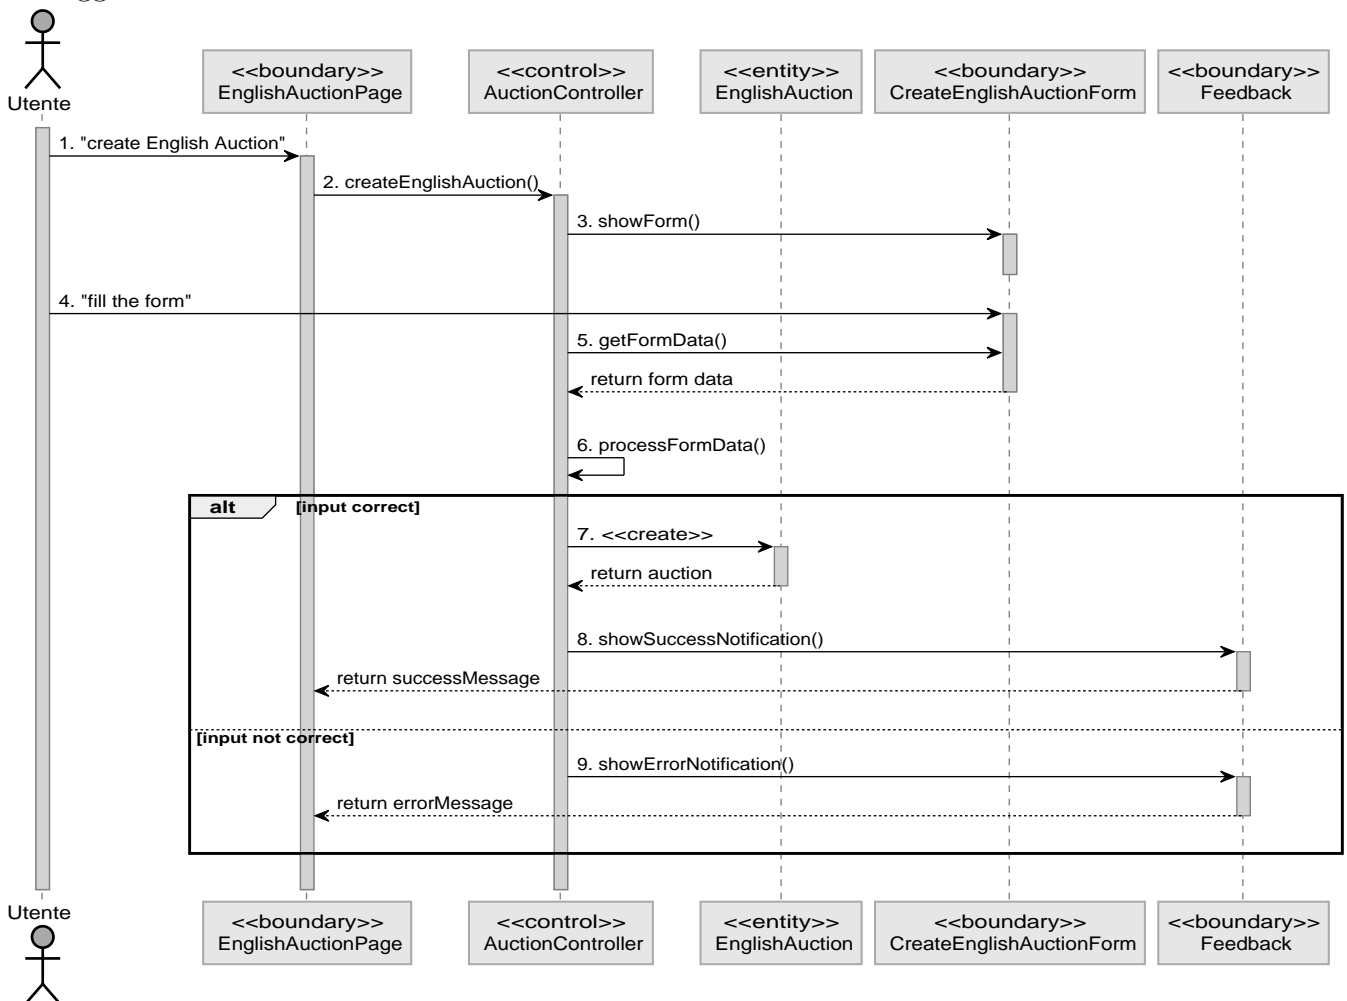 Utente
<<boundary>>
EnglishAuctionPage
<<control>>
AuctionController
<<entity>>
EnglishAuction
<<boundary>>
CreateEnglishAuctionForm
<<boundary>>
Feedback
1. "create English Auction"
2. createEnglishAuction()
3. showForm()
4. "fill the form"
5. getFormData()
return form data
6. processFormData()
alt
[input correct]
7. <<create>>
return auction
8. showSuccessNotification()
return successMessage
[input not correct]
9. showErrorNotification()
return errorMessage
Utente
<<boundary>>
EnglishAuctionPage
<<control>>
AuctionController
<<entity>>
EnglishAuction
<<boundary>>
CreateEnglishAuctionForm
<<boundary>>
Feedback